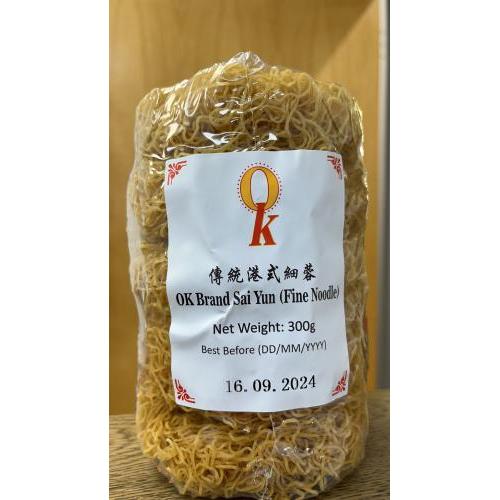 Ok
傳統港式細蓉
OK Brand Sai Yun (Fine Noodle)
Net Weight: 300g
Best Before (DD/MM/YYYY)
16.09.2024